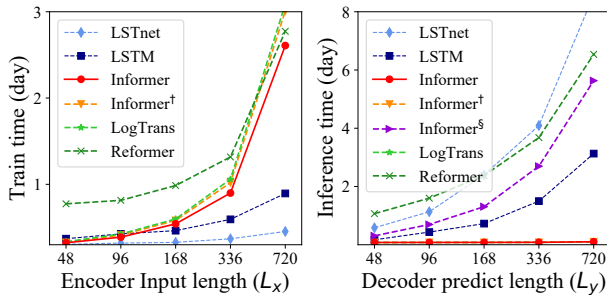 3
2
1
Train time (day)
LSTnet
LSTM
Informer
Informer†
LogTrans
Reformer
48 96 168 336 720
Encoder Input length (Lx)
8
6
4
2
Inference time (day)
LSTnet
LSTM
Informer
Informer†
Informer§
LogTrans
Reformer
48 96 168 336 720
Decoder predict length (Ly)